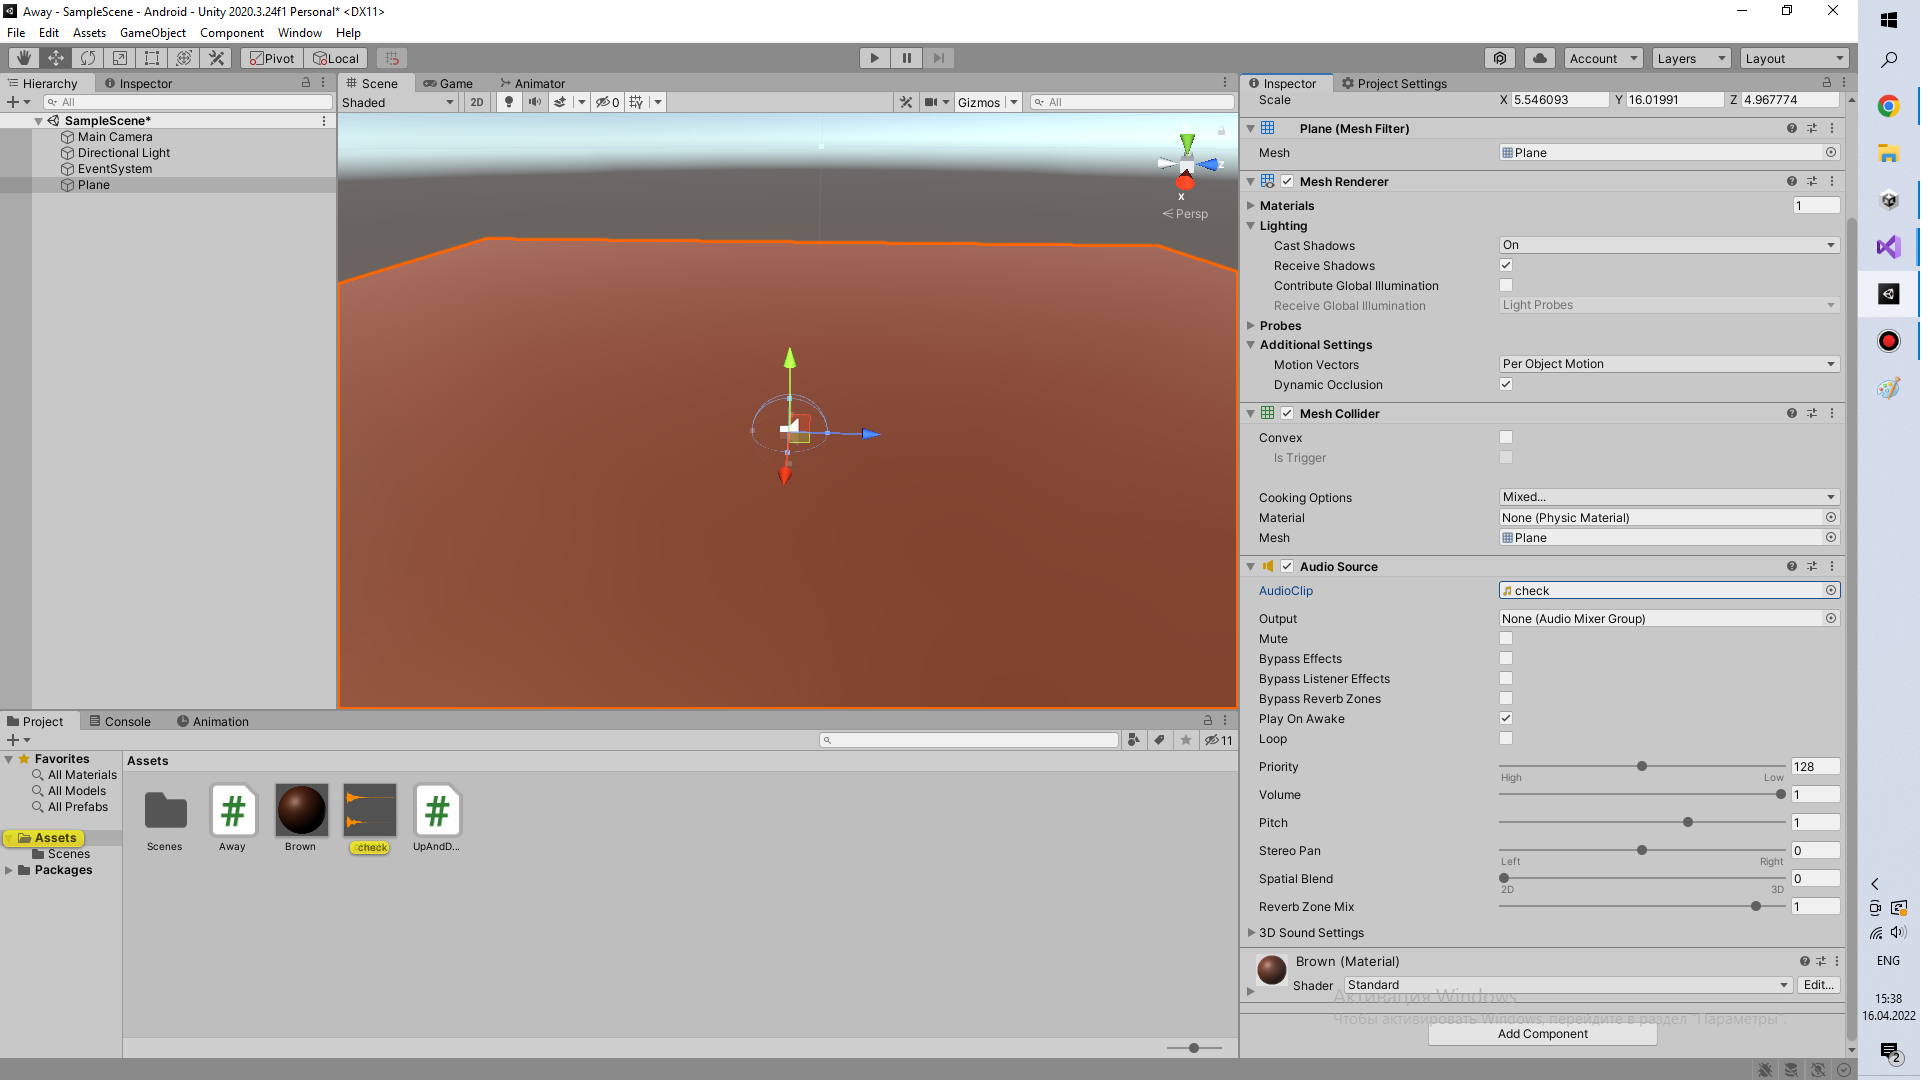 Away - SampleScene - Android - Unity 2020.3.24f1 Personal* <DX11>
File Edit Assets GameObject Component Window Help
Pivot Local Account Layers Layout
Hierarchy Inspector
All
SampleScene*
Main Camera
Directional Light
EventSystem
Plane
Scene Game Animator
Shaded 2D 0 Gizmos All
x z
Persp
Inspector Project Settings
Scale X 5.546093 Y 16.01991 Z 4.967774
Plane (Mesh Filter)
Mesh Plane
Mesh Renderer
Materials 1
Lighting
Cast Shadows On
Receive Shadows
Contribute Global Illumination
Receive Global Illumination Light Probes
Probes
Additional Settings
Motion Vectors Per Object Motion
Dynamic Occlusion
Mesh Collider
Convex
Is Trigger
Cooking Options Mixed...
Material None (Physic Material)
Mesh Plane
Audio Source
AudioClip check
Output None (Audio Mixer Group)
Mute
Bypass Effects
Bypass Listener Effects
Bypass Reverb Zones
Play On Awake
Loop
Priority 128
High Low
Volume 1
Pitch 1
Stereo Pan 0
Left Right
Spatial Blend 0
2D 3D
Reverb Zone Mix 1
3D Sound Settings
Brown (Material)
Shader Standard Edit...
Активация Windows
Чтобы активировать Windows, перейдите в раздел "Параметры".
Add Component
Project Console Animation
11
Favorites
All Materials
All Models
All Prefabs
Assets
Scenes
Packages
Assets
Scenes Away Brown check UpAndD...
ENG
15:38
16.04.2022
2